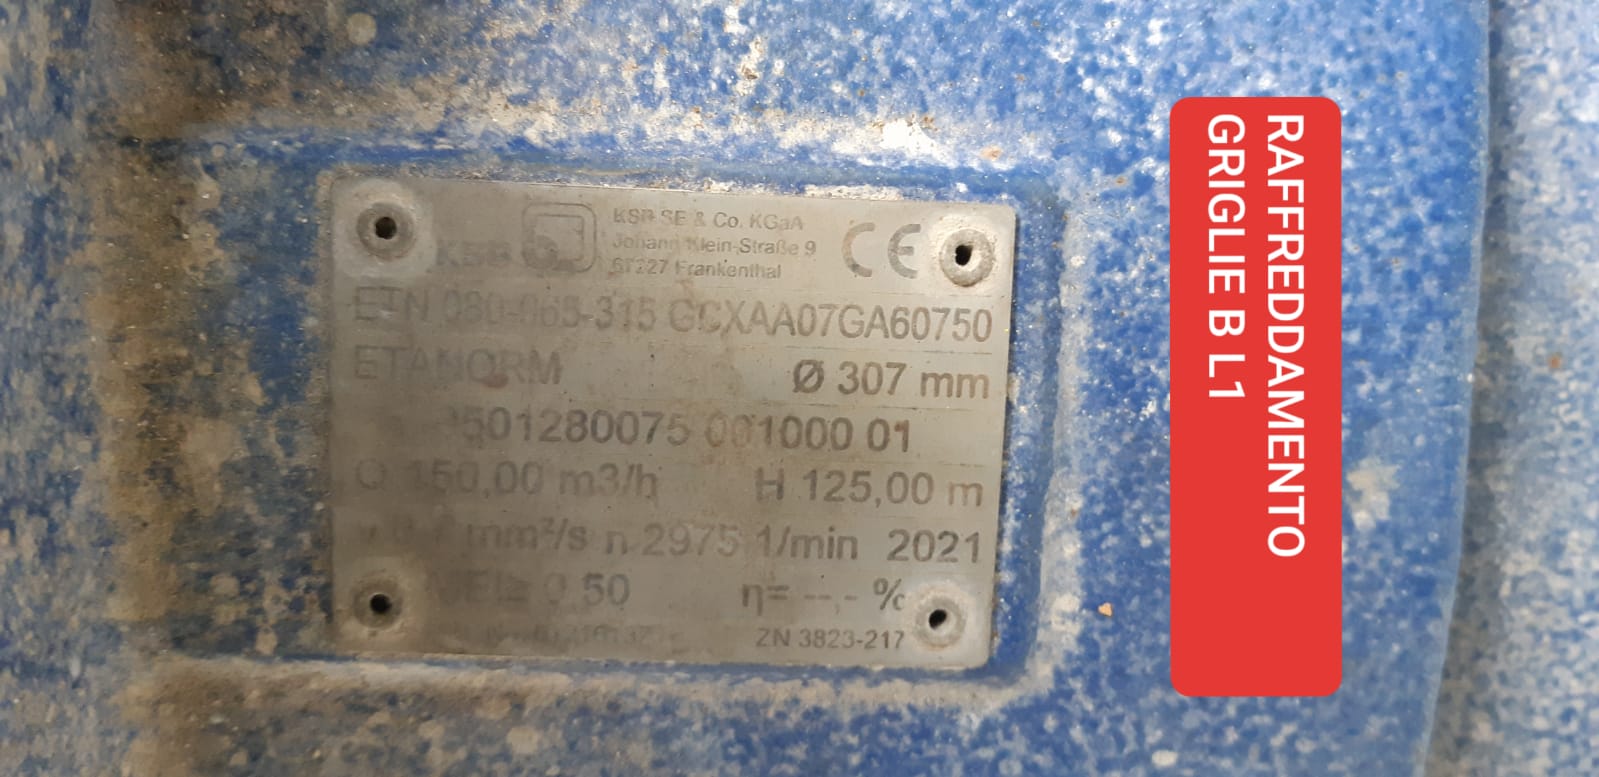 KSB b. KSB SE & Co. KGaA
Johann-Klein-Straße 9
67227 Frankenthal
CE
ETN 080-065-315 GCXAA07GA60750
ETANORM Ø 307 mm
001000 01
Q 150,00 m3/h H 125,00 m
mm²/s n 2975 1/min 2021
MEI≥ 0,50 η= --,- %
ZN 3823-217
RAFFREDDAMENTO
GRIGLIE B L1